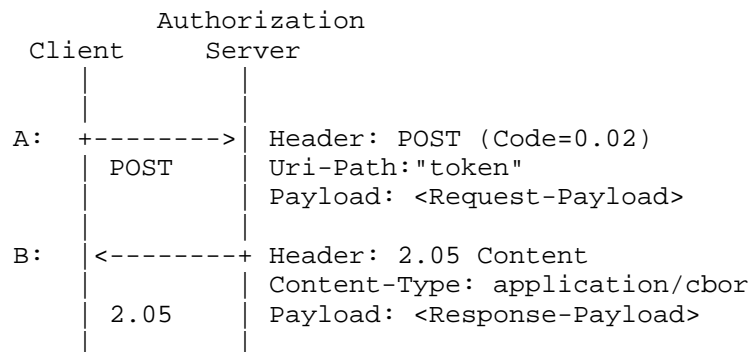 Authorization
Client Server
A: +-------->| Header: POST (Code=0.02)
| POST | Uri-Path:"token"
| | Payload: <Request-Payload>
B: |<--------+ Header: 2.05 Content
| | Content-Type: application/cbor
| 2.05 | Payload: <Response-Payload>